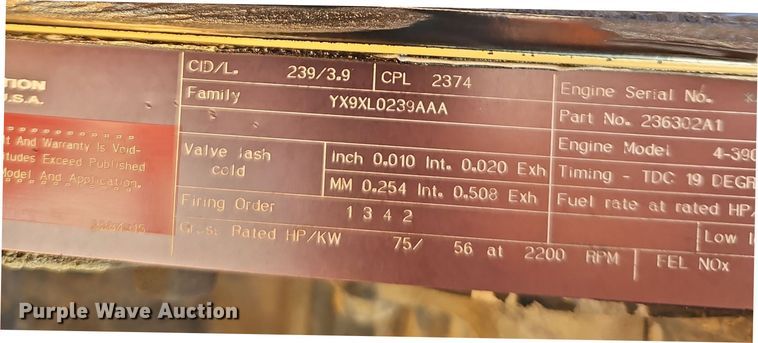 TION
U.S.A.
CID/L. 239/3.9 CPL 2374
Family YX9XL0239AAA
lt And Warranty Is Void-
titudes Exceed Published
Model And Application.
Valve lash cold
Inch 0.010 Int. 0.020 Exh
MM 0.254 Int. 0.508 Exh
Firing Order 1 3 4 2
Rated HP/KW 75/ 56 at 2200 RPM FEL NOx
Engine Serial No.
Part No. 236302A1
Engine Model 4-390
Timing - TDC 19 DEGR
Fuel rate at rated HP/
Low
Purple Wave Auction